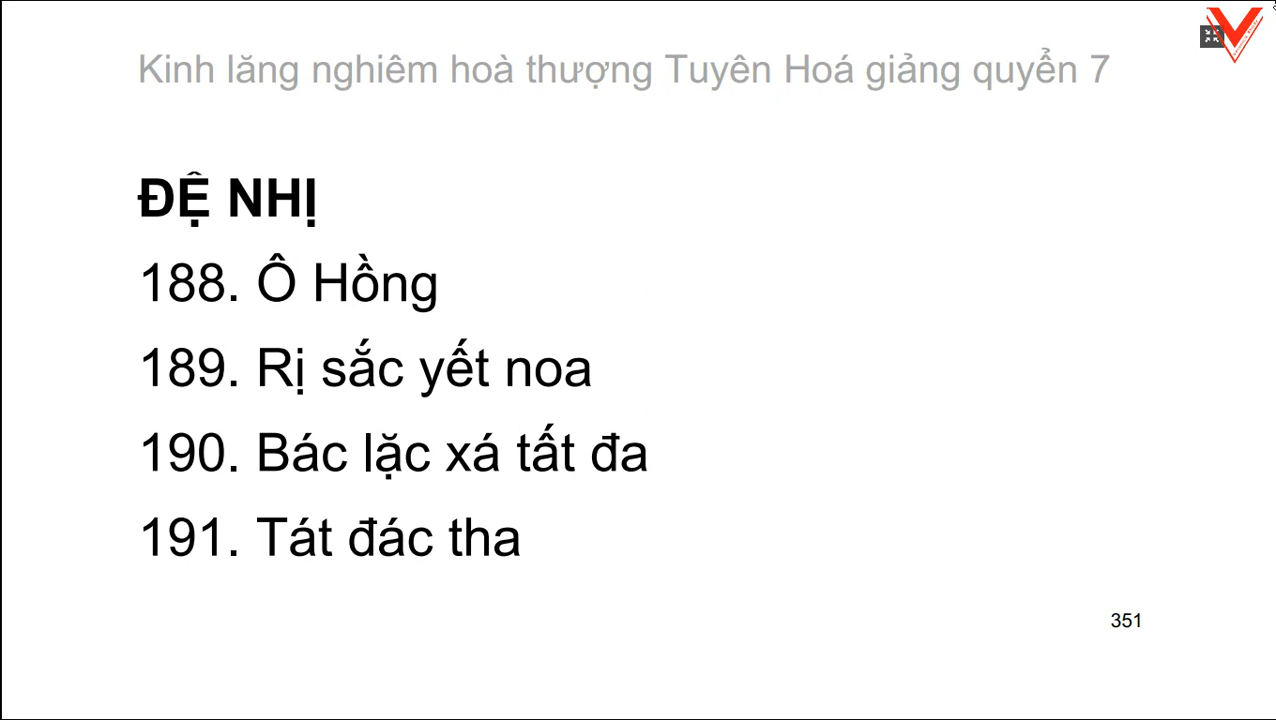 Kinh lăng nghiêm hoà thượng Tuyên Hoá giảng quyển 7
ĐỆ NHỊ
188. Ô Hồng
189. Rị sắc yết noa
190. Bác lặc xá tất đa
191. Tát đác tha
351